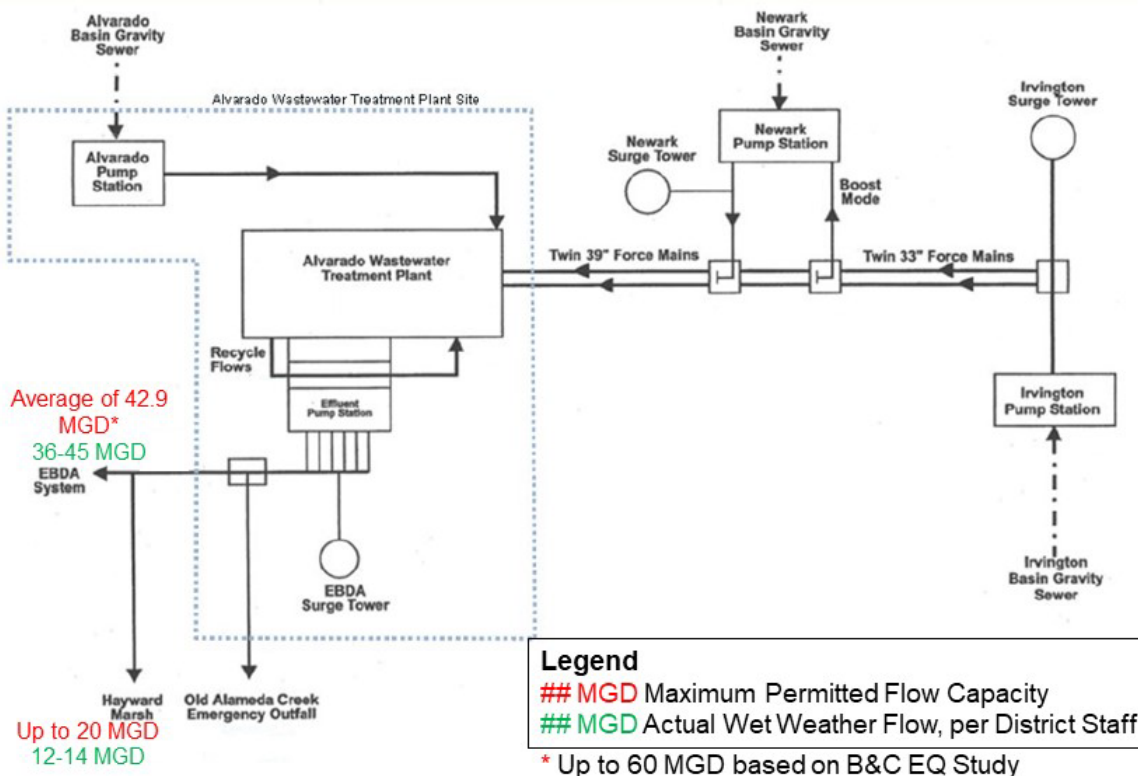 Alvarado
Basin Gravity
Sewer
Newark
Basin Gravity
Sewer
Alvarado Wastewater Treatment Plant Site
Irvington
Surge Tower
Alvarado
Pump
Station
Newark
Surge Tower
Newark
Pump Station
Boost
Mode
Alvarado Wastewater
Treatment Plant
Twin 39" Force Mains
Twin 33" Force Mains
Recycle
Flows
Effluent
Pump Station
Irvington
Pump Station
Average of 42.9
MGD*
36-45 MGD
EBDA
System
EBDA
Surge Tower
Irvington
Basin Gravity
Sewer
Hayward
Marsh
Up to 20 MGD
12-14 MGD
Old Alameda Creek
Emergency Outfall
Legend
## MGD Maximum Permitted Flow Capacity
## MGD Actual Wet Weather Flow, per District Staff
* Up to 60 MGD based on B&C EQ Study